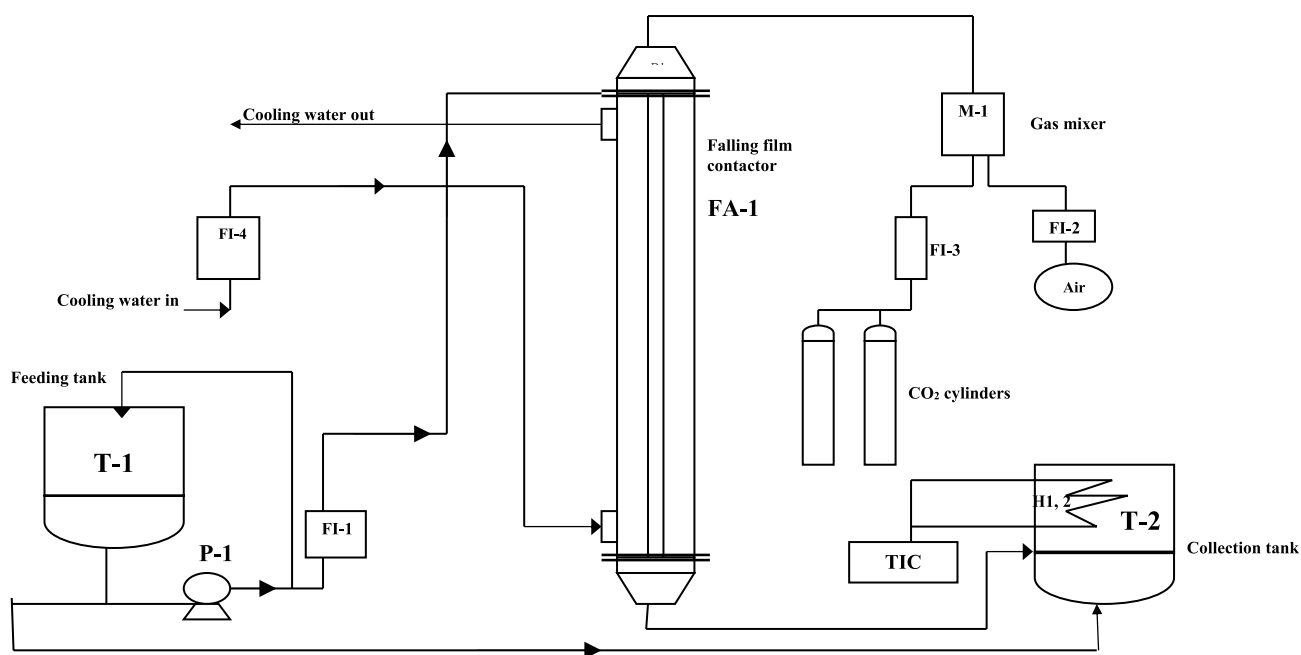 M-1
Gas mixer
Cooling water out
Falling film
contactor
FA-1
FI-4
FI-2
FI-3
Cooling water in
Air
Feeding tank
CO₂ cylinders
T-1
H1, 2
T-2
FI-1
P-1
TIC
Collection tank